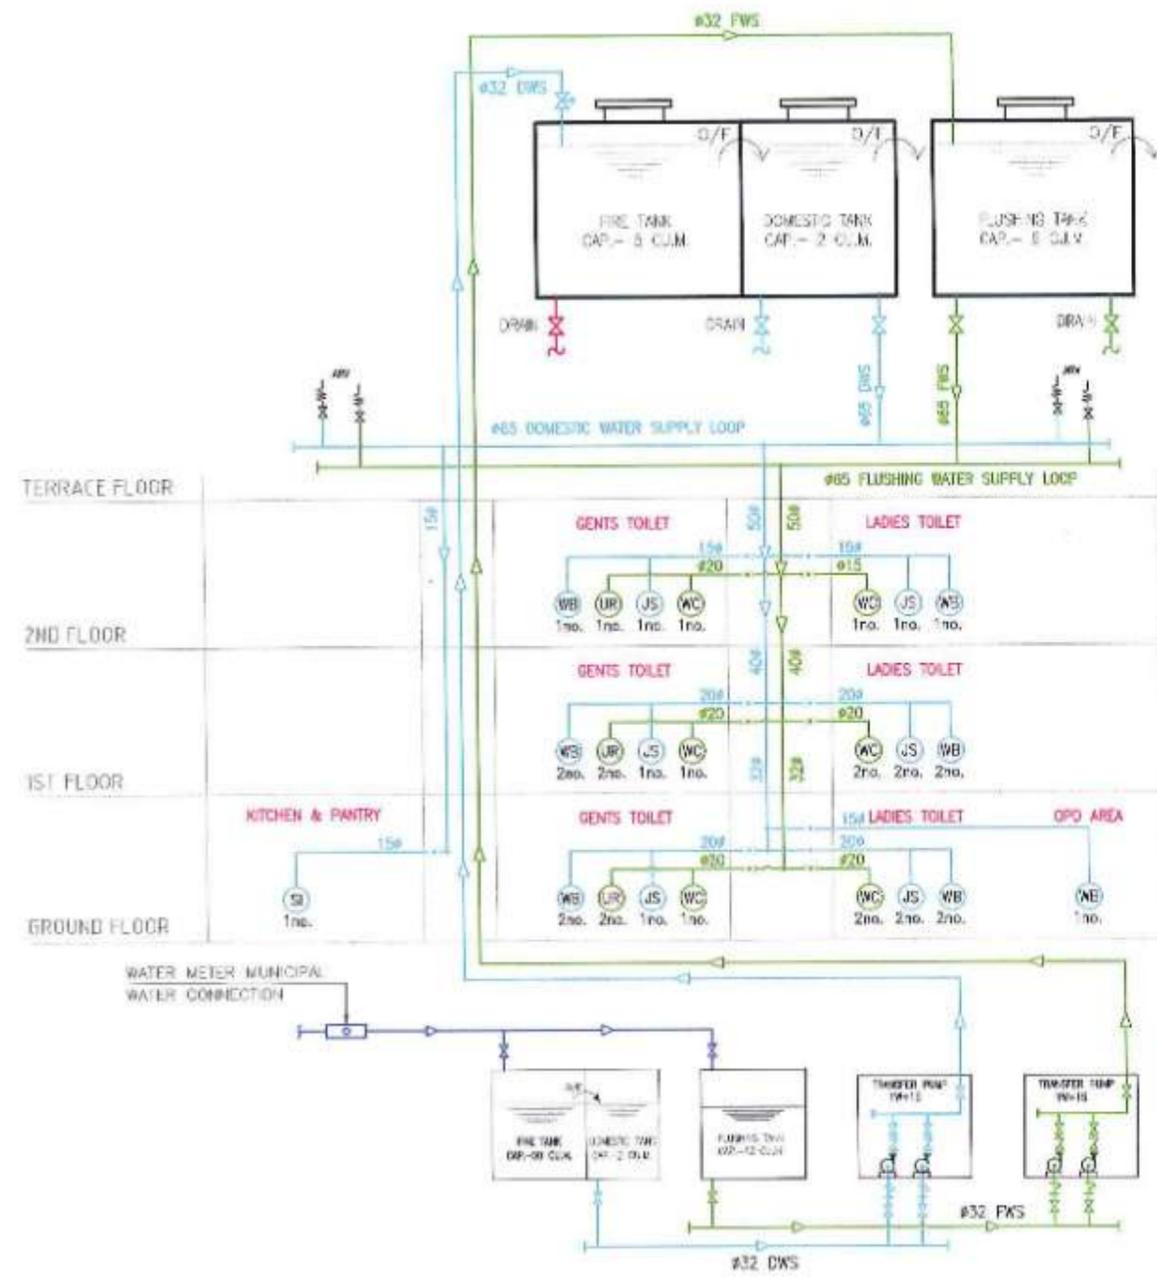 ø32 FWS
ø32 DWS
O/F
O/F
O/F
FIRE TANK
CAP.- 5 CU.M.
DOMESTIC TANK
CAP.- 2 CU.M.
FLUSHING TANK
DRAIN
DRAIN
DRAIN
ø65 DWS
ø65 FWS
ø65 DOMESTIC WATER SUPPLY LOOP
ø65 FLUSHING WATER SUPPLY LOOP
TERRACE FLOOR
15ø
GENTS TOILET
50ø
50ø
LADIES TOILET
15ø
15ø
ø20
ø15
WB UR JS WC
WC JS WB
1no. 1no. 1no. 1no.
1no. 1no. 1no.
2ND FLOOR
GENTS TOILET
40ø
40ø
LADIES TOILET
20ø
20ø
ø20
ø20
WB UR JS WC
WC JS WB
2no. 2no. 1no. 1no.
2no. 2no. 2no.
32ø
32ø
1ST FLOOR
KITCHEN & PANTRY
GENTS TOILET
15ø
LADIES TOILET
OPD AREA
15ø
20ø
20ø
ø20
ø20
SI
WB UR JS WC
WC JS WB
WB
1no.
2no. 2no. 1no. 1no.
2no. 2no. 2no.
1no.
GROUND FLOOR
WATER METER MUNICIPAL
WATER CONNECTION
TRANSFER PUMP
1W+1S
TRANSFER PUMP
1W+1S
FIRE TANK
DOMESTIC TANK
CAP.-2 CU.M.
FLUSHING TANK
ø32 FWS
ø32 DWS